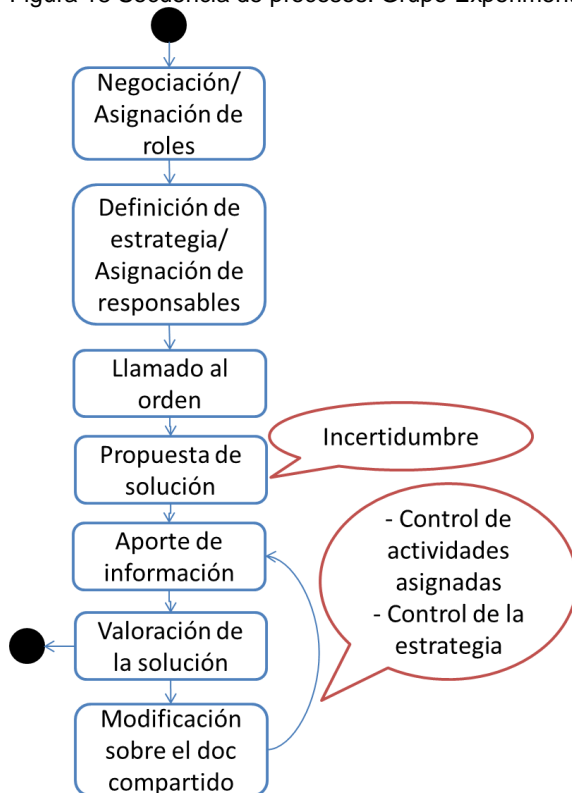 Figura 18 Secuencia de procesos. Grupo Experiment
Negociación/
Asignación de
roles
Definición de
estrategia/
Asignación de
responsables
Llamado al
orden
Incertidumbre
Propuesta de
solución
- Control de
actividades
asignadas
- Control de la
estrategia
Aporte de
información
Valoración de
la solución
Modificación
sobre el doc
compartido